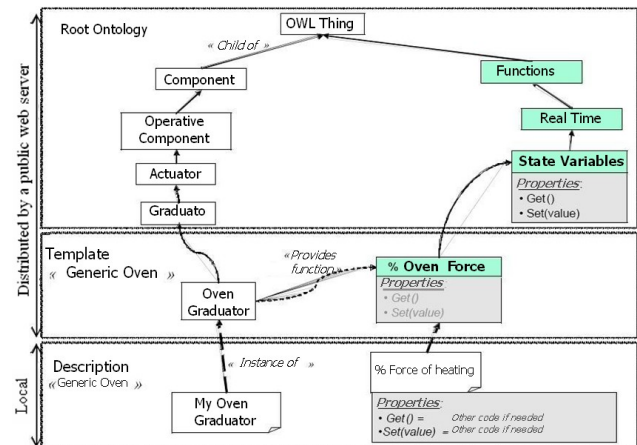 Distributed by a public web server
Root Ontology
OWL Thing
« Child of »
Component
Functions
Operative
Component
Real Time
Actuator
State Variables
Properties:
• Get()
• Set(value)
Graduato
Template
« Generic Oven »
«Provides
function»
% Oven Force
Properties
• Get()
• Set(value)
Oven
Graduator
Local
Description
«Generic Oven »
« Instance of »
% Force of heating
My Oven
Graduator
Properties:
• Get() = Other code if needed
•Set(value) = Other code if needed